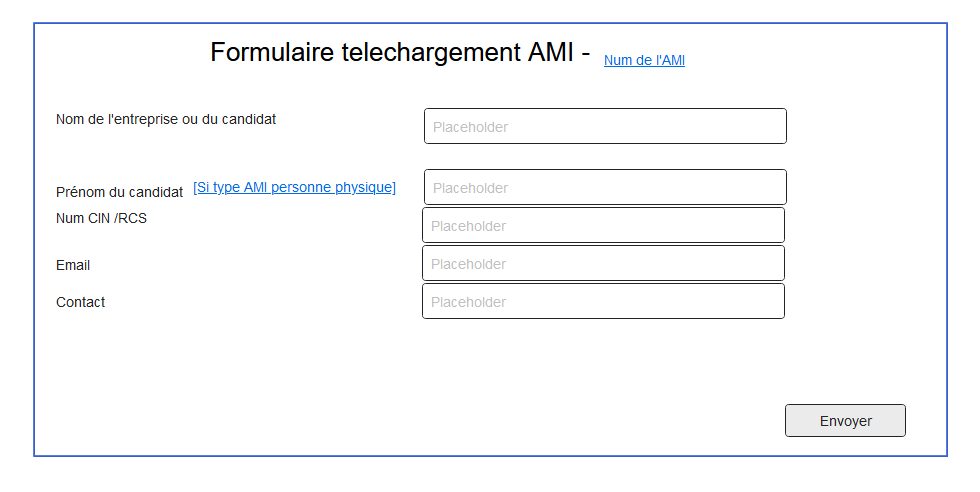 Formulaire telechargement AMI - Num de l'AMI
Nom de l'entreprise ou du candidat
Placeholder
Prénom du candidat [Si type AMI personne physique]
Placeholder
Num CIN /RCS
Placeholder
Email
Placeholder
Contact
Placeholder
Envoyer